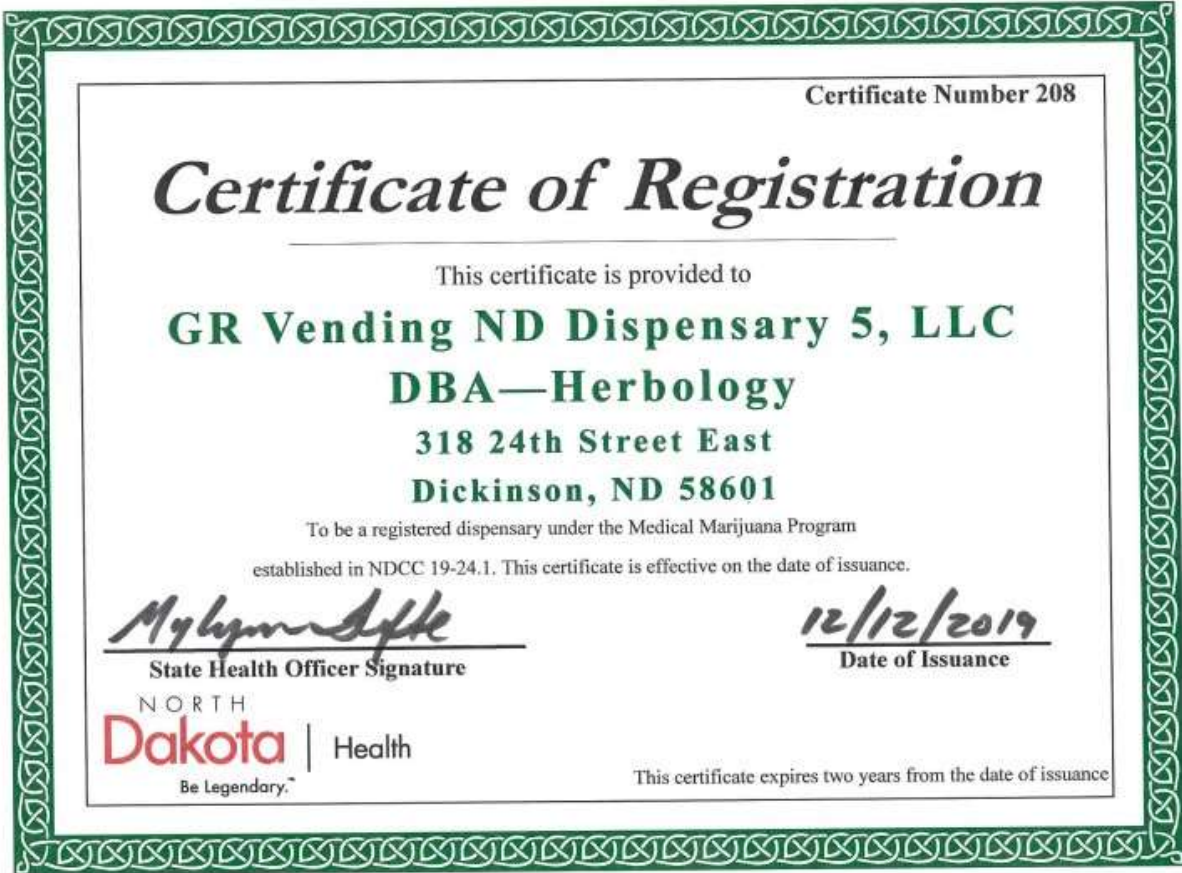 Certificate Number 208
Certificate of Registration
This certificate is provided to
GR Vending ND Dispensary 5, LLC
DBA—Herbology
318 24th Street East
Dickinson, ND 58601
To be a registered dispensary under the Medical Marijuana Program
established in NDCC 19-24.1. This certificate is effective on the date of issuance.
12/12/2019
State Health Officer Signature
Date of Issuance
NORTH
Dakota | Health
Be Legendary.™
This certificate expires two years from the date of issuance